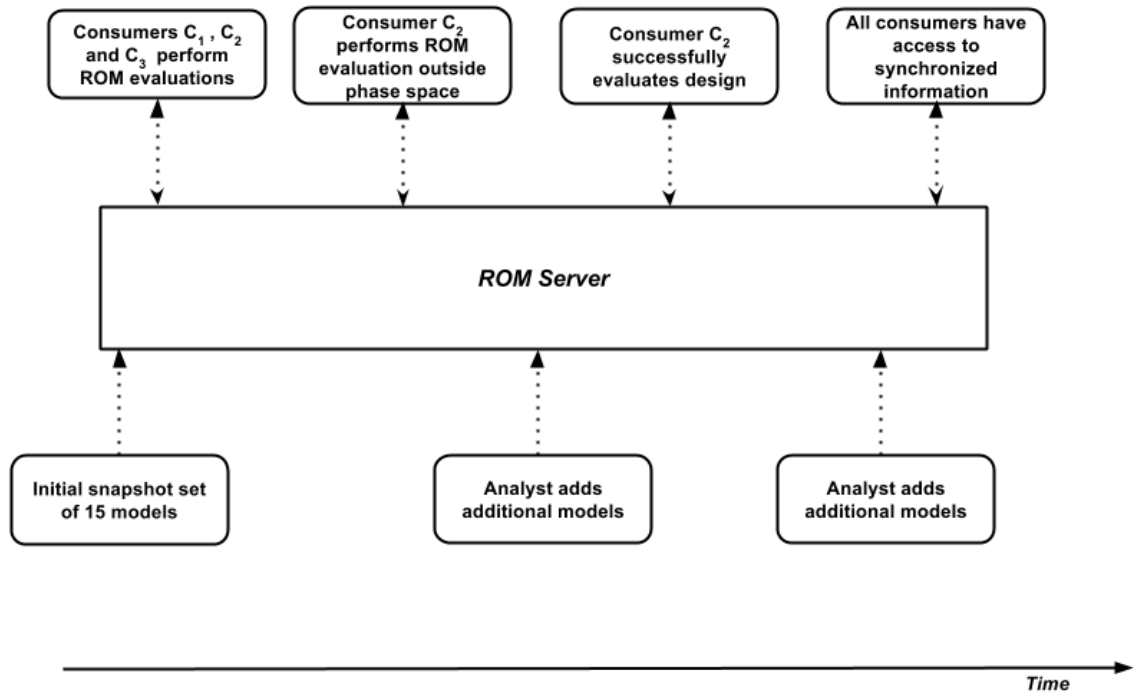 Consumers C1 , C2
and C3 perform
ROM evaluations
Consumer C2
performs ROM
evaluation outside
phase space
Consumer C2
successfully
evaluates design
All consumers have
access to
synchronized
information
ROM Server
Initial snapshot set
of 15 models
Analyst adds
additional models
Analyst adds
additional models
Time